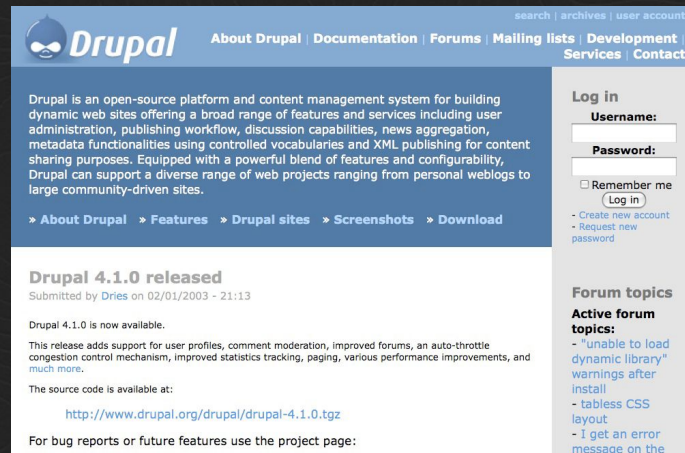 search | archives | user account
Drupal
About Drupal | Documentation | Forums | Mailing lists | Development |
Services | Contact
Drupal is an open-source platform and content management system for building
dynamic web sites offering a broad range of features and services including user
administration, publishing workflow, discussion capabilities, news aggregation,
metadata functionalities using controlled vocabularies and XML publishing for content
sharing purposes. Equipped with a powerful blend of features and configurability,
Drupal can support a diverse range of web projects ranging from personal weblogs to
large community-driven sites.
» About Drupal » Features » Drupal sites » Screenshots » Download
Drupal 4.1.0 released
Submitted by Dries on 02/01/2003 - 21:13
Drupal 4.1.0 is now available.
This release adds support for user profiles, comment moderation, improved forums, an auto-throttle
congestion control mechanism, improved statistics tracking, paging, various performance improvements, and
much more.
The source code is available at:
http://www.drupal.org/drupal/drupal-4.1.0.tgz
For bug reports or future features use the project page:
Log in
Username:
Password:
Remember me
Log in
- Create new account
- Request new
password
Forum topics
Active forum
topics:
- "unable to load
dynamic library"
warnings after
install
- tabless CSS
layout
- I get an error
message on the